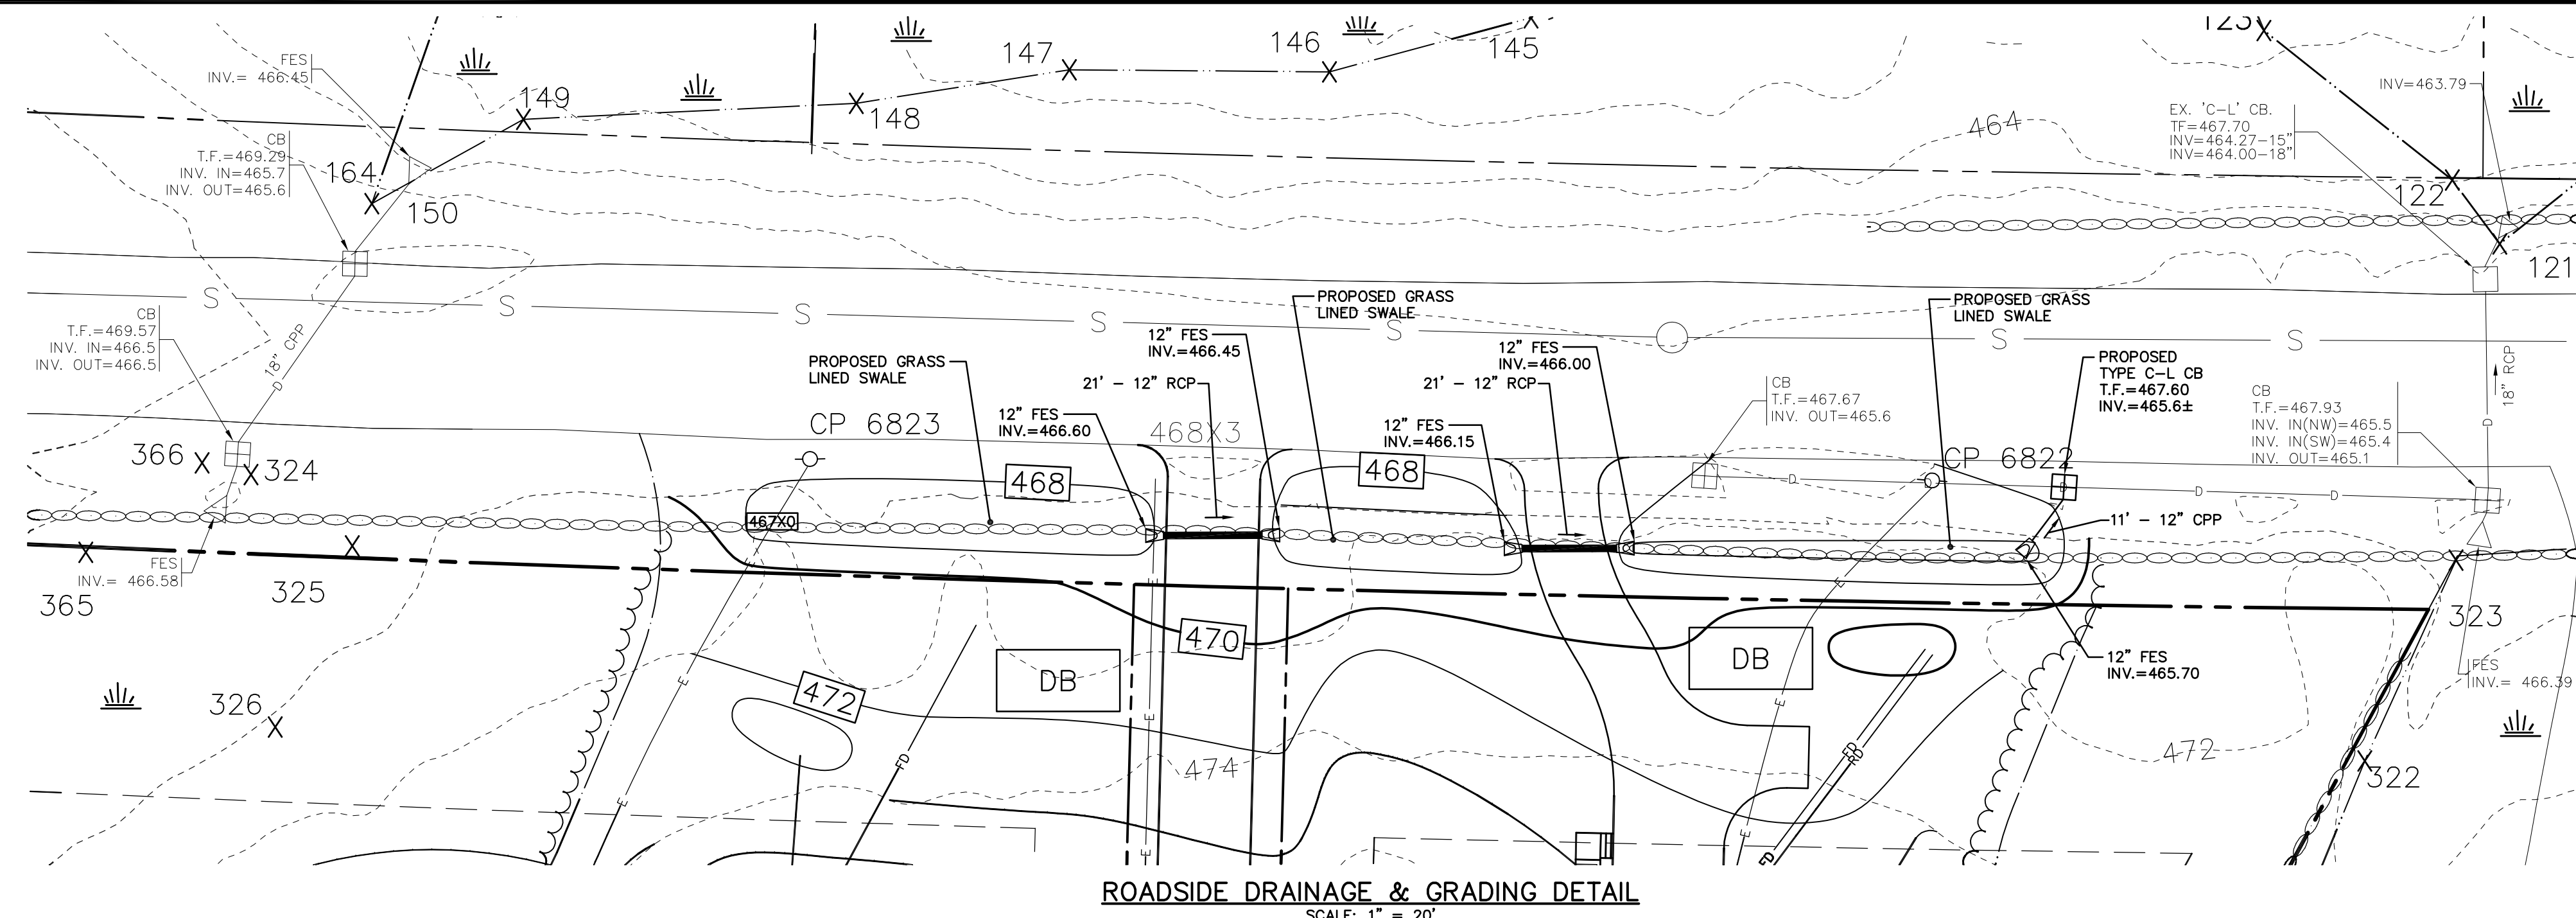 FES
INV.= 466.45
CB
T.F.=469.29
INV. IN=465.7
INV. OUT=465.6
164
149
150
148
147
146
145
464
123
INV=463.79
EX. 'C-L' CB.
TF=467.70
INV=464.27-15"
INV=464.00-18"
122
121
S
S
S
S
S
S
S
CB
T.F.=469.57
INV. IN=466.5
INV. OUT=466.5
18" CPP
D
PROPOSED GRASS
LINED SWALE
CP 6823
12" FES
INV.=466.60
21' - 12" RCP
12" FES
INV.=466.45
468X3
PROPOSED GRASS
LINED SWALE
12" FES
INV.=466.15
21' - 12" RCP
12" FES
INV.=466.00
CB
T.F.=467.67
INV. OUT=465.6
PROPOSED GRASS
LINED SWALE
CP 6822
PROPOSED
TYPE C-L CB
T.F.=467.60
INV.=465.6±
CB
T.F.=467.93
INV. IN(NW)=465.5
INV. IN(SW)=465.4
INV. OUT=465.1
18" RCP
D
366
324
468
468
467X0
D
D
D
11' - 12" CPP
365
325
FES
INV.= 466.58
326
E
E
E
E
472
FD
DB
470
E
E
E
474
DB
E
E
E
FD
RD
FD
12" FES
INV.=465.70
472
323
FES
INV.= 466.39
322
ROADSIDE DRAINAGE & GRADING DETAIL
SCALE: 1" = 20'